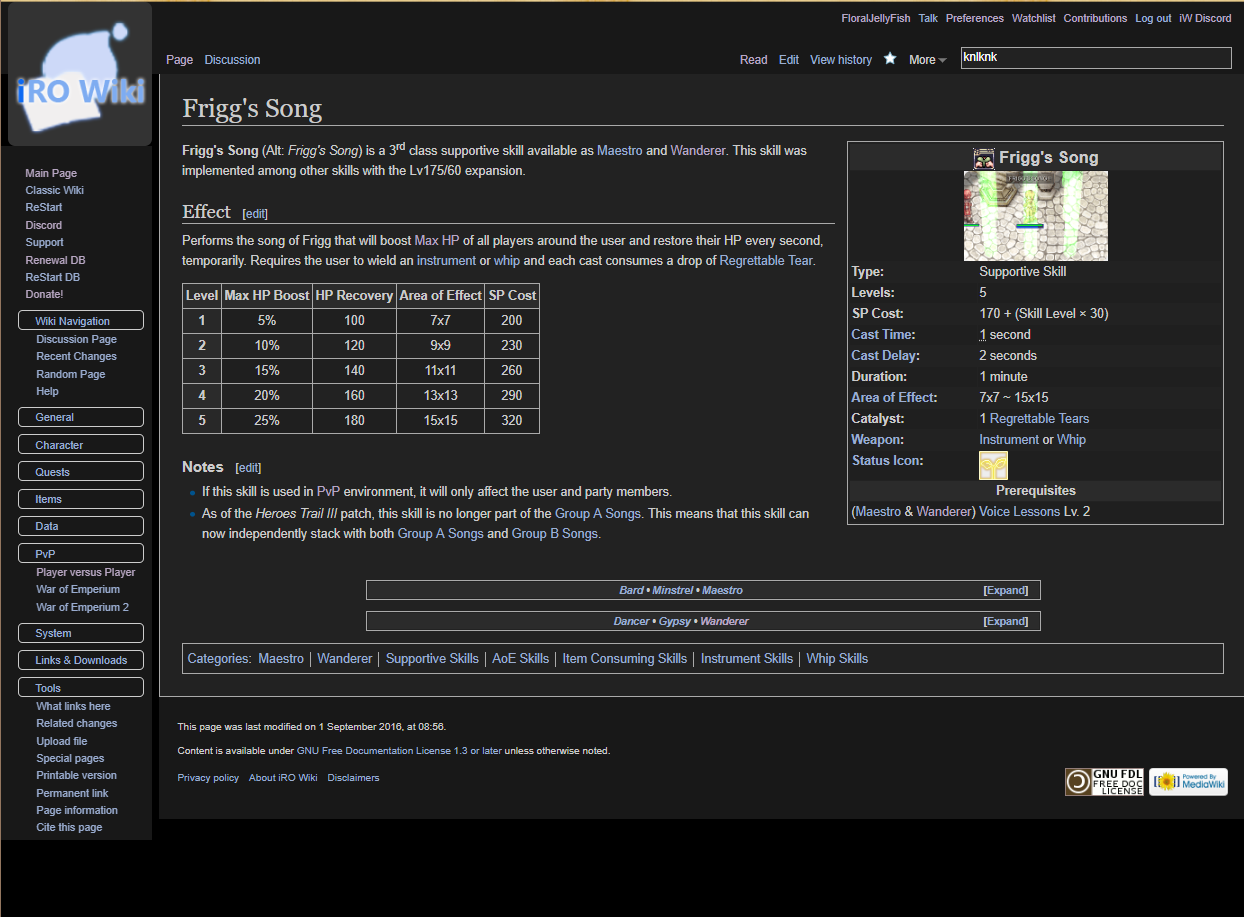 FloralJellyFish Talk Preferences Watchlist Contributions Log out iW Discord
Page Discussion Read Edit View history More knlknk
iRO Wiki
Main Page
Classic Wiki
ReStart
Discord
Support
Renewal DB
ReStart DB
Donate!
Wiki Navigation
Discussion Page
Recent Changes
Random Page
Help
General
Character
Quests
Items
Data
PvP
Player versus Player
War of Emperium
War of Emperium 2
System
Links & Downloads
Tools
What links here
Related changes
Upload file
Special pages
Printable version
Permanent link
Page information
Cite this page
Frigg's Song
Frigg's Song (Alt: Frigg's Song) is a 3rd class supportive skill available as Maestro and Wanderer. This skill was
implemented among other skills with the Lv175/60 expansion.
Effect [edit]
Performs the song of Frigg that will boost Max HP of all players around the user and restore their HP every second,
temporarily. Requires the user to wield an instrument or whip and each cast consumes a drop of Regrettable Tear.
Level Max HP Boost HP Recovery Area of Effect SP Cost
1 5% 100 7x7 200
2 10% 120 9x9 230
3 15% 140 11x11 260
4 20% 160 13x13 290
5 25% 180 15x15 320
Notes [edit]
If this skill is used in PvP environment, it will only affect the user and party members.
As of the Heroes Trail III patch, this skill is no longer part of the Group A Songs. This means that this skill can
now independently stack with both Group A Songs and Group B Songs.
Frigg's Song
Type: Supportive Skill
Levels: 5
SP Cost: 170 + (Skill Level × 30)
Cast Time: 1 second
Cast Delay: 2 seconds
Duration: 1 minute
Area of Effect: 7x7 ~ 15x15
Catalyst: 1 Regrettable Tears
Weapon: Instrument or Whip
Status Icon:
Prerequisites
(Maestro & Wanderer) Voice Lessons Lv. 2
Bard • Minstrel • Maestro [Expand]
Dancer • Gypsy • Wanderer [Expand]
Categories: Maestro | Wanderer | Supportive Skills | AoE Skills | Item Consuming Skills | Instrument Skills | Whip Skills
This page was last modified on 1 September 2016, at 08:56.
Content is available under GNU Free Documentation License 1.3 or later unless otherwise noted.
Privacy policy About iRO Wiki Disclaimers
GNU FDL
FREE DOC
LICENSE
Powered By
MediaWiki